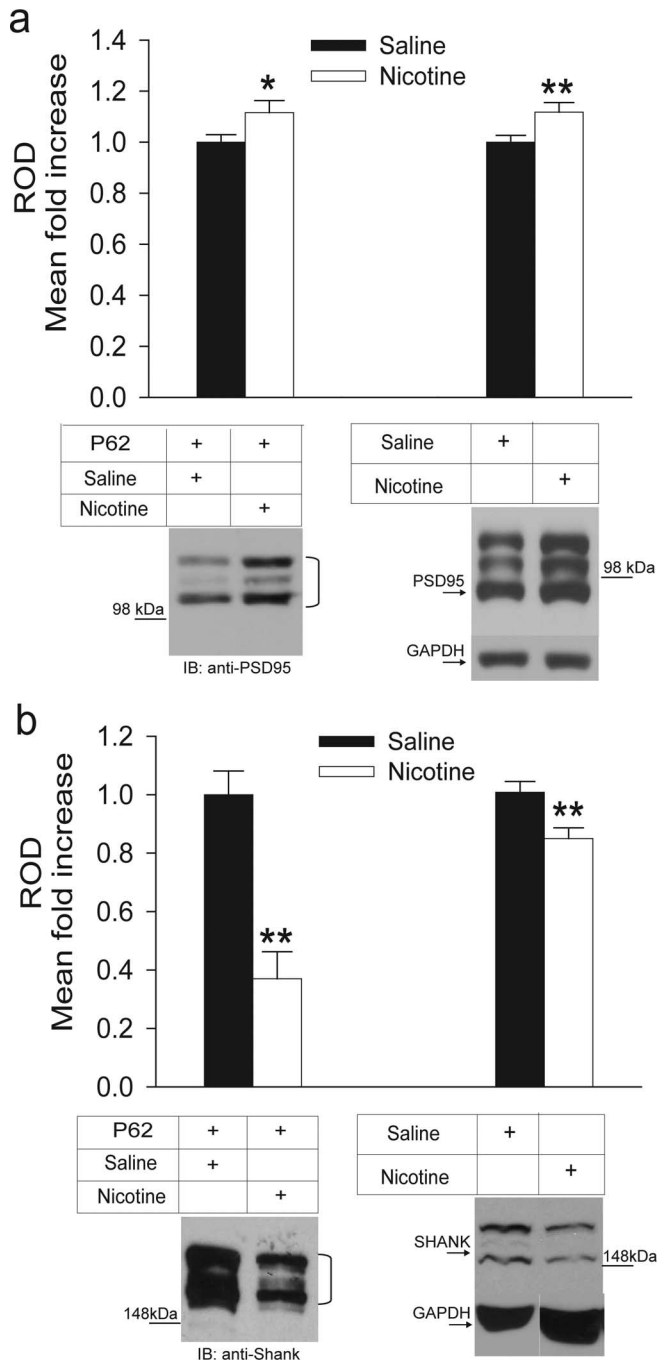 a
ROD
Mean fold increase
1.4
1.2
1.0
0.8
0.6
0.4
0.2
0.0
Saline
Nicotine
*
**
P62 + +
Saline +
Nicotine +
98 kDa
IB: anti-PSD95
Saline +
Nicotine +
PSD95
98 kDa
GAPDH
b
ROD
Mean fold increase
1.2
1.0
0.8
0.6
0.4
0.2
0.0
Saline
Nicotine
**
**
P62 + +
Saline +
Nicotine +
148kDa
IB: anti-Shank
Saline +
Nicotine +
SHANK
148kDa
GAPDH